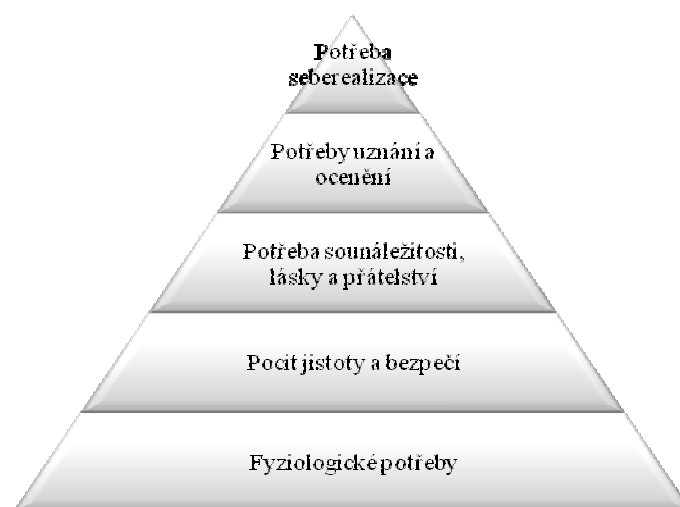 Potřeba
seberealizace
Potřeby uznání a
ocenění
Potřeba sounáležitosti,
lásky a přátelství
Pocit jistoty a bezpečí
Fyziologické potřeby